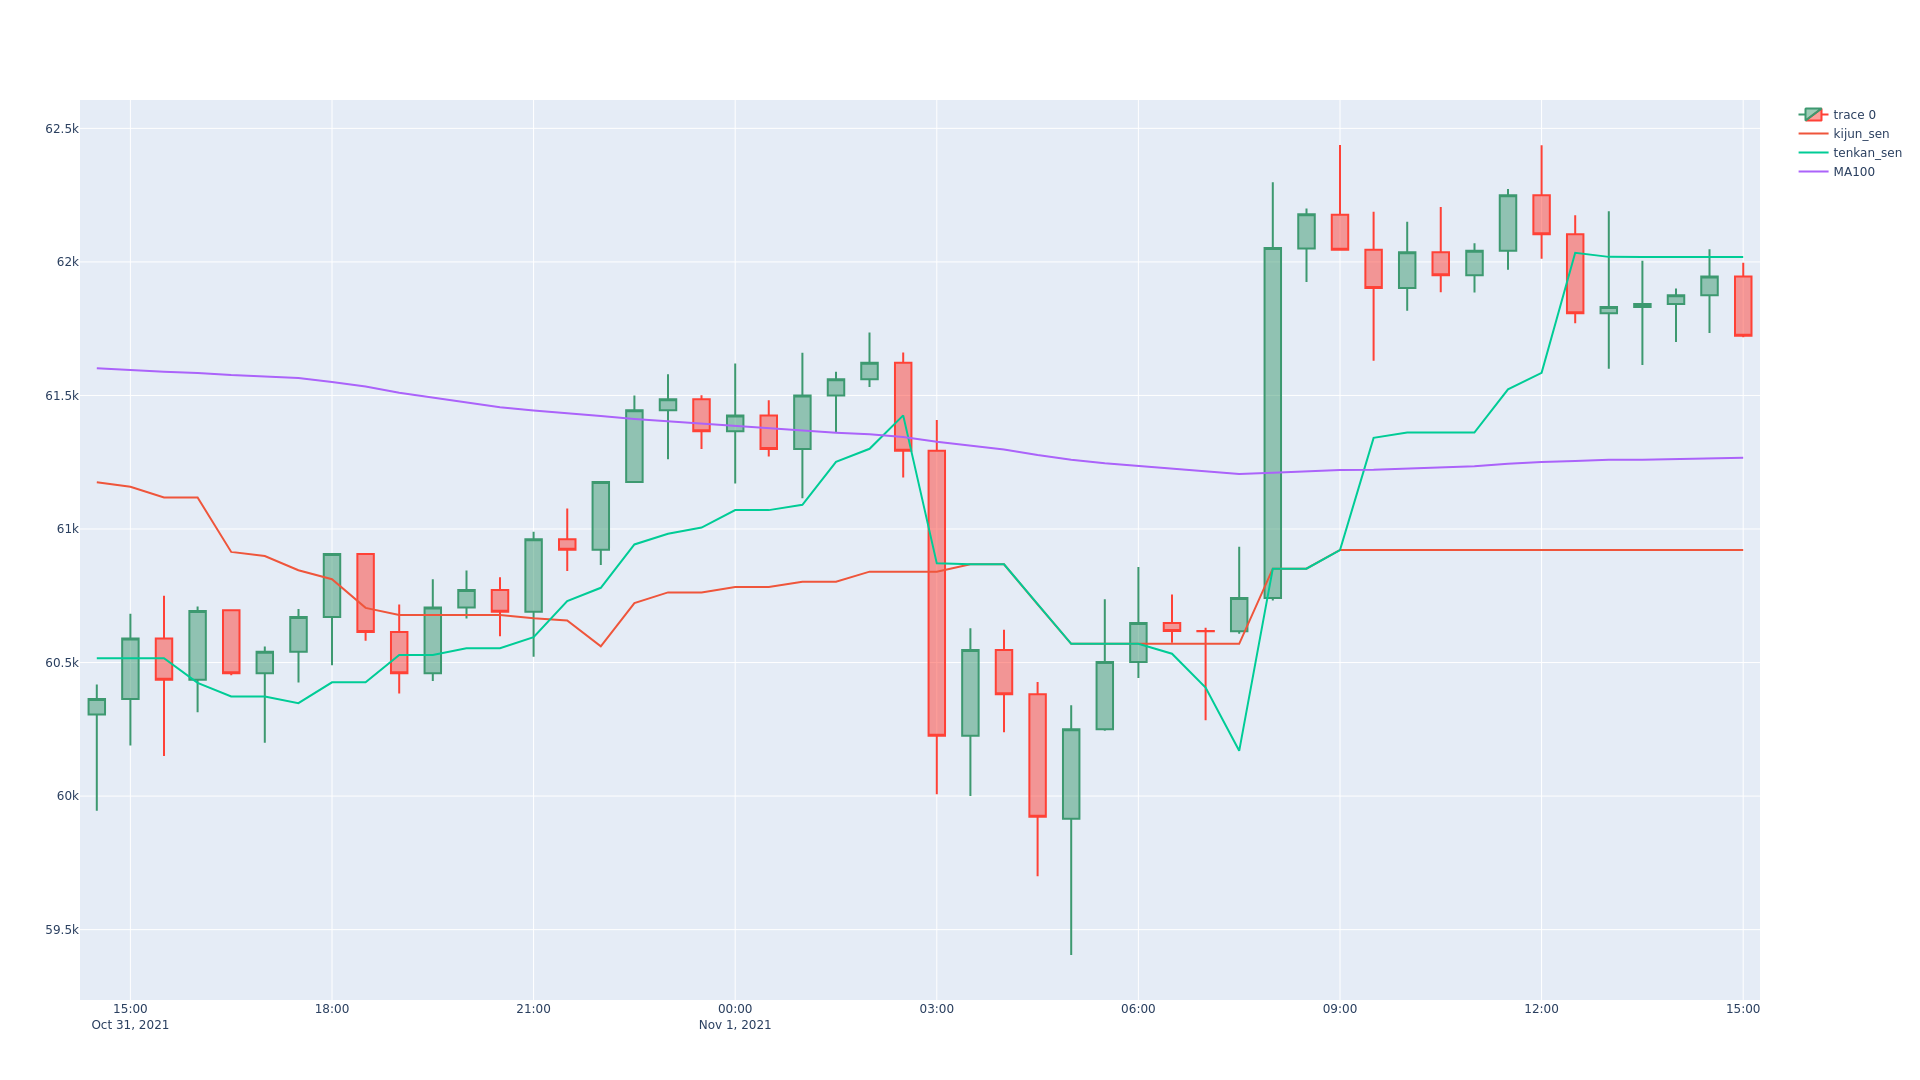 62.5k
62k
61.5k
61k
60.5k
60k
59.5k
15:00
Oct 31, 2021
18:00
21:00
00:00
Nov 1, 2021
03:00
06:00
09:00
12:00
15:00
trace 0
kijun_sen
tenkan_sen
MA100